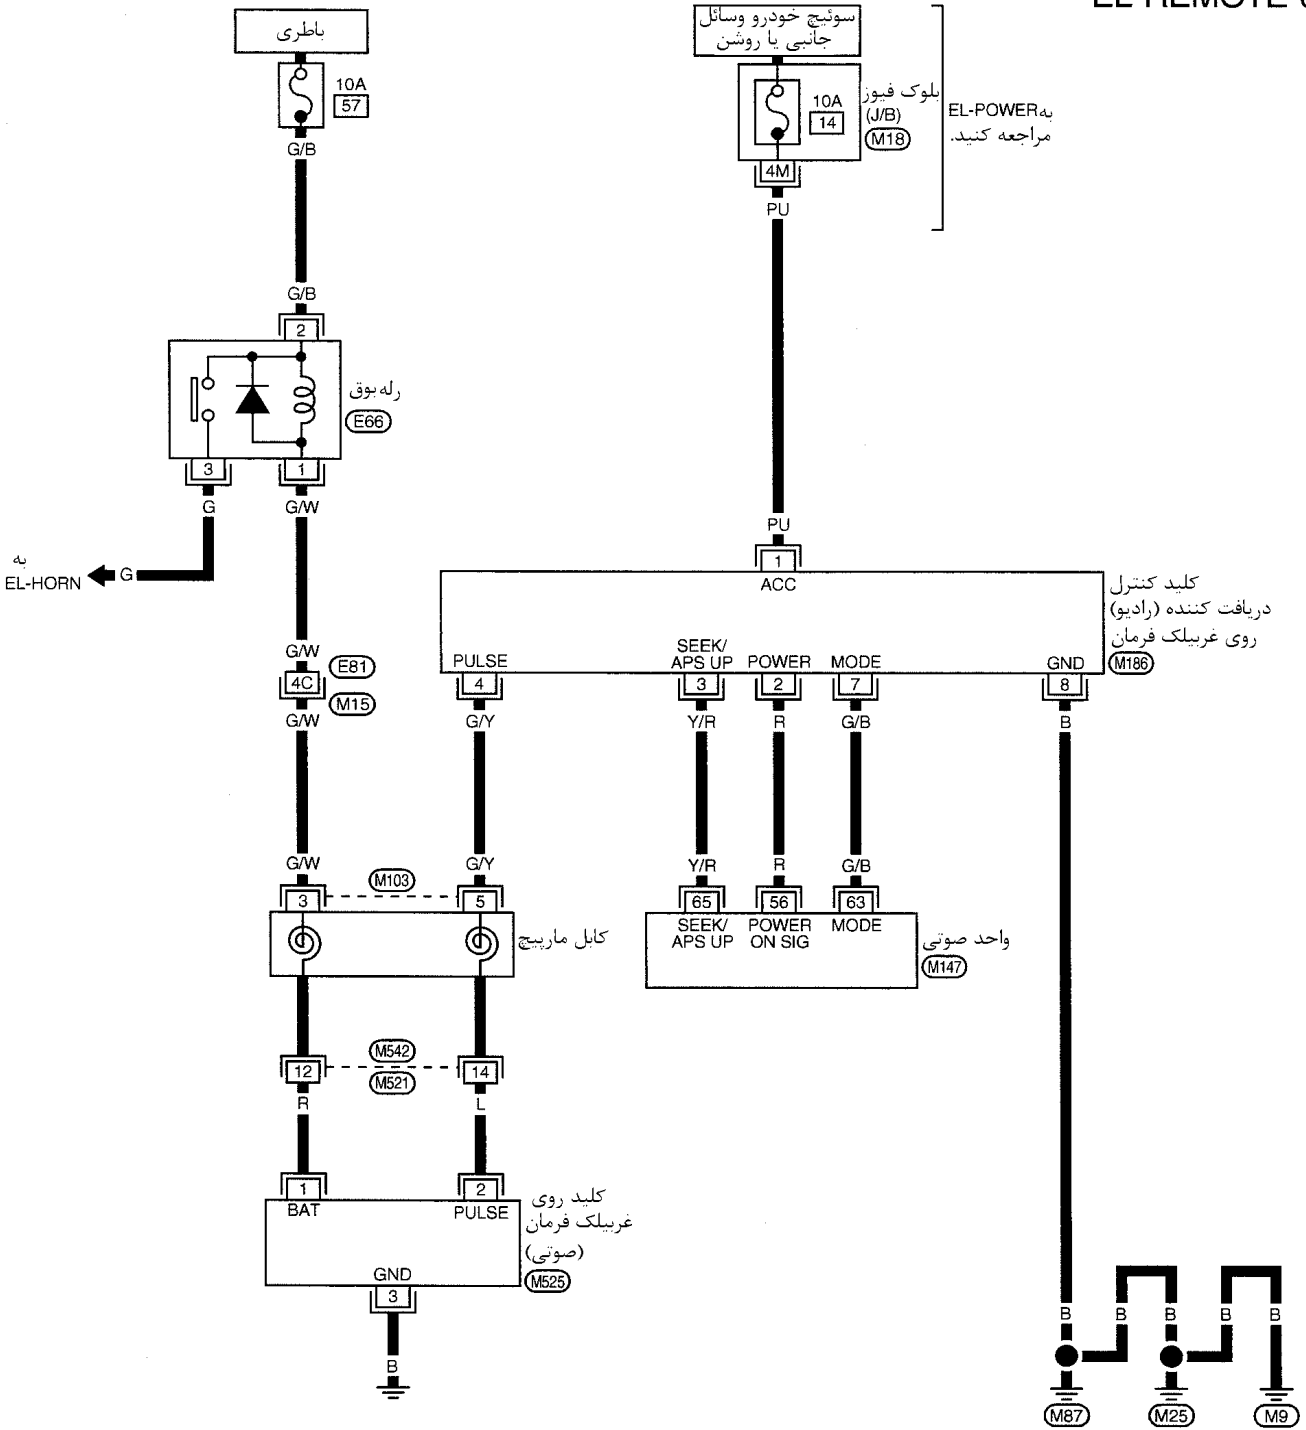 باطری
10A
57
G/B
G/B
2
رله بوق
E66
3
1
G
G/W
به
EL-HORN
G
G/W
E81
4C
M15
G/W
G/W
سوئیچ خودرو وسائل
جانبی یا روشن
10A
14
بلوک فیوز
(J/B)
M18
به EL-POWER
مراجعه کنید.
4M
PU
PU
1
ACC
کلید کنترل
دریافت کننده (رادیو)
روی غربیلک فرمان
M186
PULSE
SEEK/
APS UP
POWER
MODE
GND
4
3
2
7
8
G/Y
Y/R
R
G/B
B
G/Y
Y/R
R
G/B
M103
3
5
کابل مارپیچ
65
56
63
SEEK/
APS UP
POWER
ON SIG
MODE
واحد صوتی
M147
M542
12
14
M521
R
L
1
2
BAT
PULSE
کلید روی
غربیلک فرمان
(صوتی)
M525
GND
3
B
B
B
B
B
B
M87
M25
M9